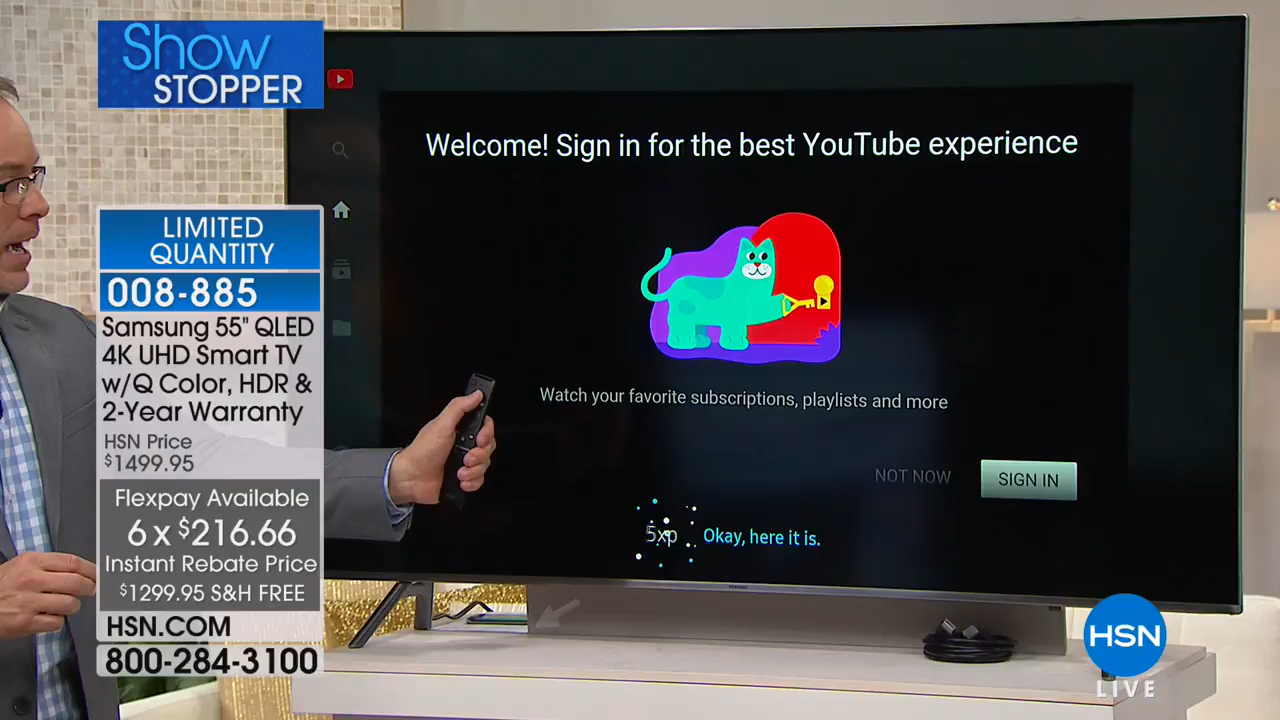 Show
STOPPER
LIMITED
QUANTITY
008-885
Samsung 55" QLED
4K UHD Smart TV
w/Q Color, HDR &
2-Year Warranty
HSN Price
$1499.95
Flexpay Available
6 x $216.66
Instant Rebate Price
$1299.95 S&H FREE
HSN.COM
800-284-3100
Welcome! Sign in for the best YouTube experience
Watch your favorite subscriptions, playlists and more
NOT NOW
SIGN IN
5xp
Okay, here it is.
SAMSUNG
HSN
LIVE